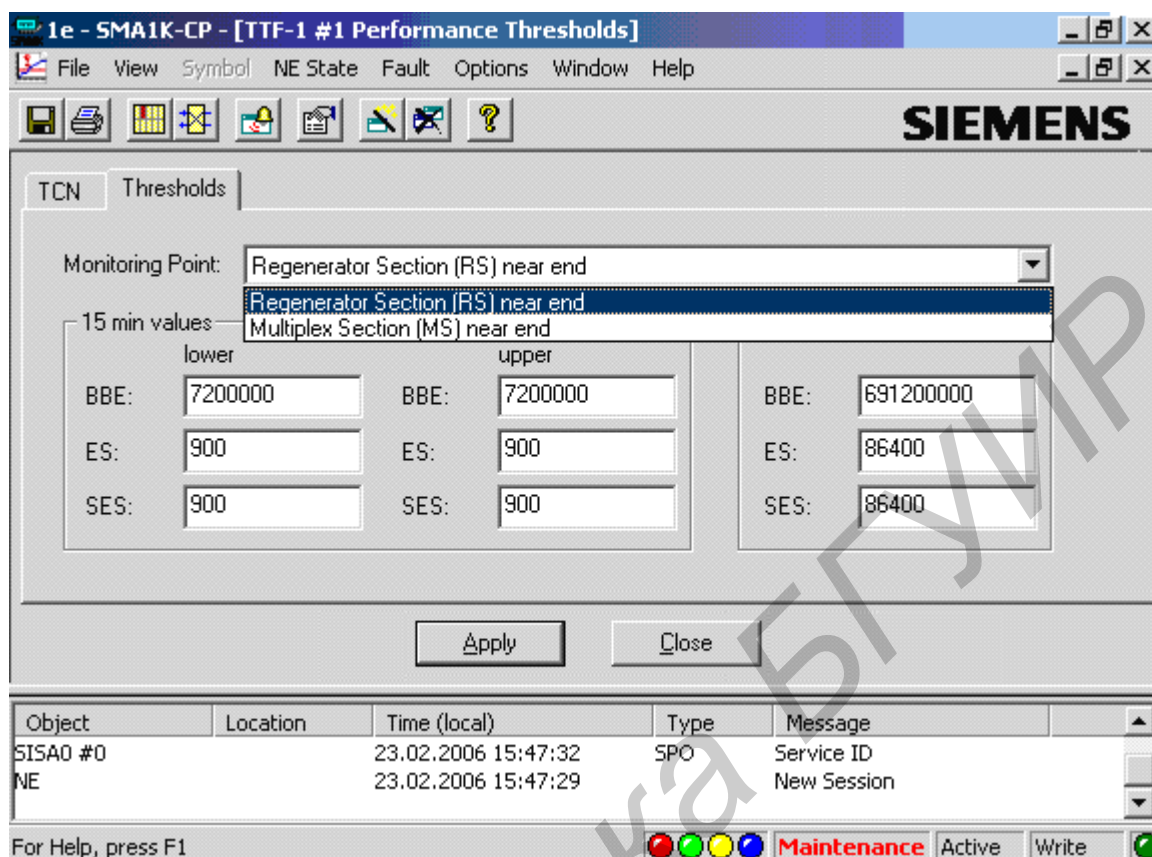 1e - SMA1K-CP - [TTF-1 #1 Performance Thresholds]
File View Symbol NE State Fault Options Window Help
SIEMENS
TCN Thresholds
Monitoring Point: Regenerator Section (RS) near end
Regenerator Section (RS) near end
Multiplex Section (MS) near end
15 min values
lower upper
BBE: 7200000 BBE: 7200000 BBE: 691200000
ES: 900 ES: 900 ES: 86400
SES: 900 SES: 900 SES: 86400
Apply Close
Object Location Time (local) Type Message
SISA0 #0 23.02.2006 15:47:32 SPO Service ID
NE 23.02.2006 15:47:29 New Session
For Help, press F1 Maintenance Active Write
ка БГУИР